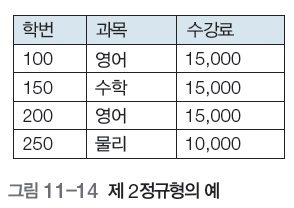 학번 과목 수강료
100 영어 15,000
150 수학 15,000
200 영어 15,000
250 물리 10,000
그림 11-14 제 2정규형의 예